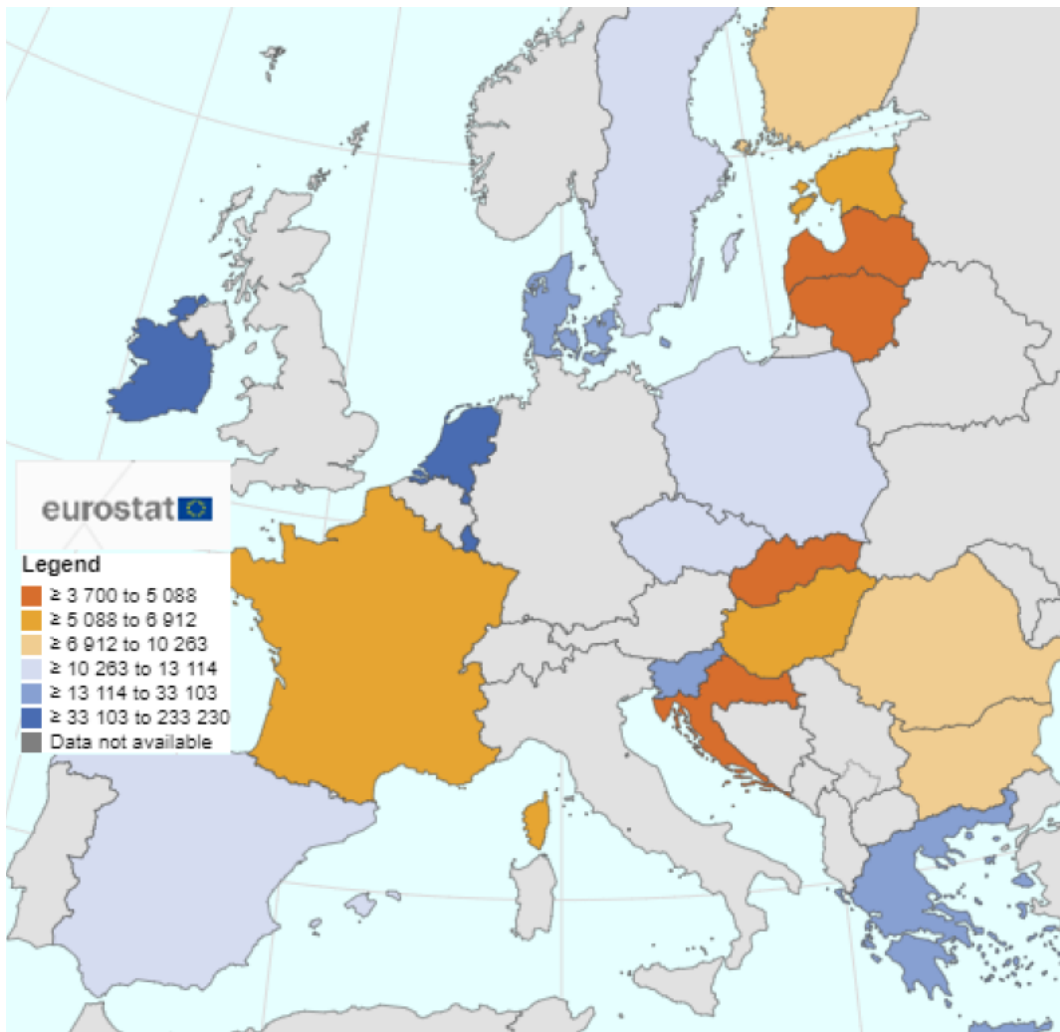 eurostat
Legend
≥ 3 700 to 5 088
≥ 5 088 to 6 912
≥ 6 912 to 10 263
≥ 10 263 to 13 114
≥ 13 114 to 33 103
≥ 33 103 to 233 230
Data not available